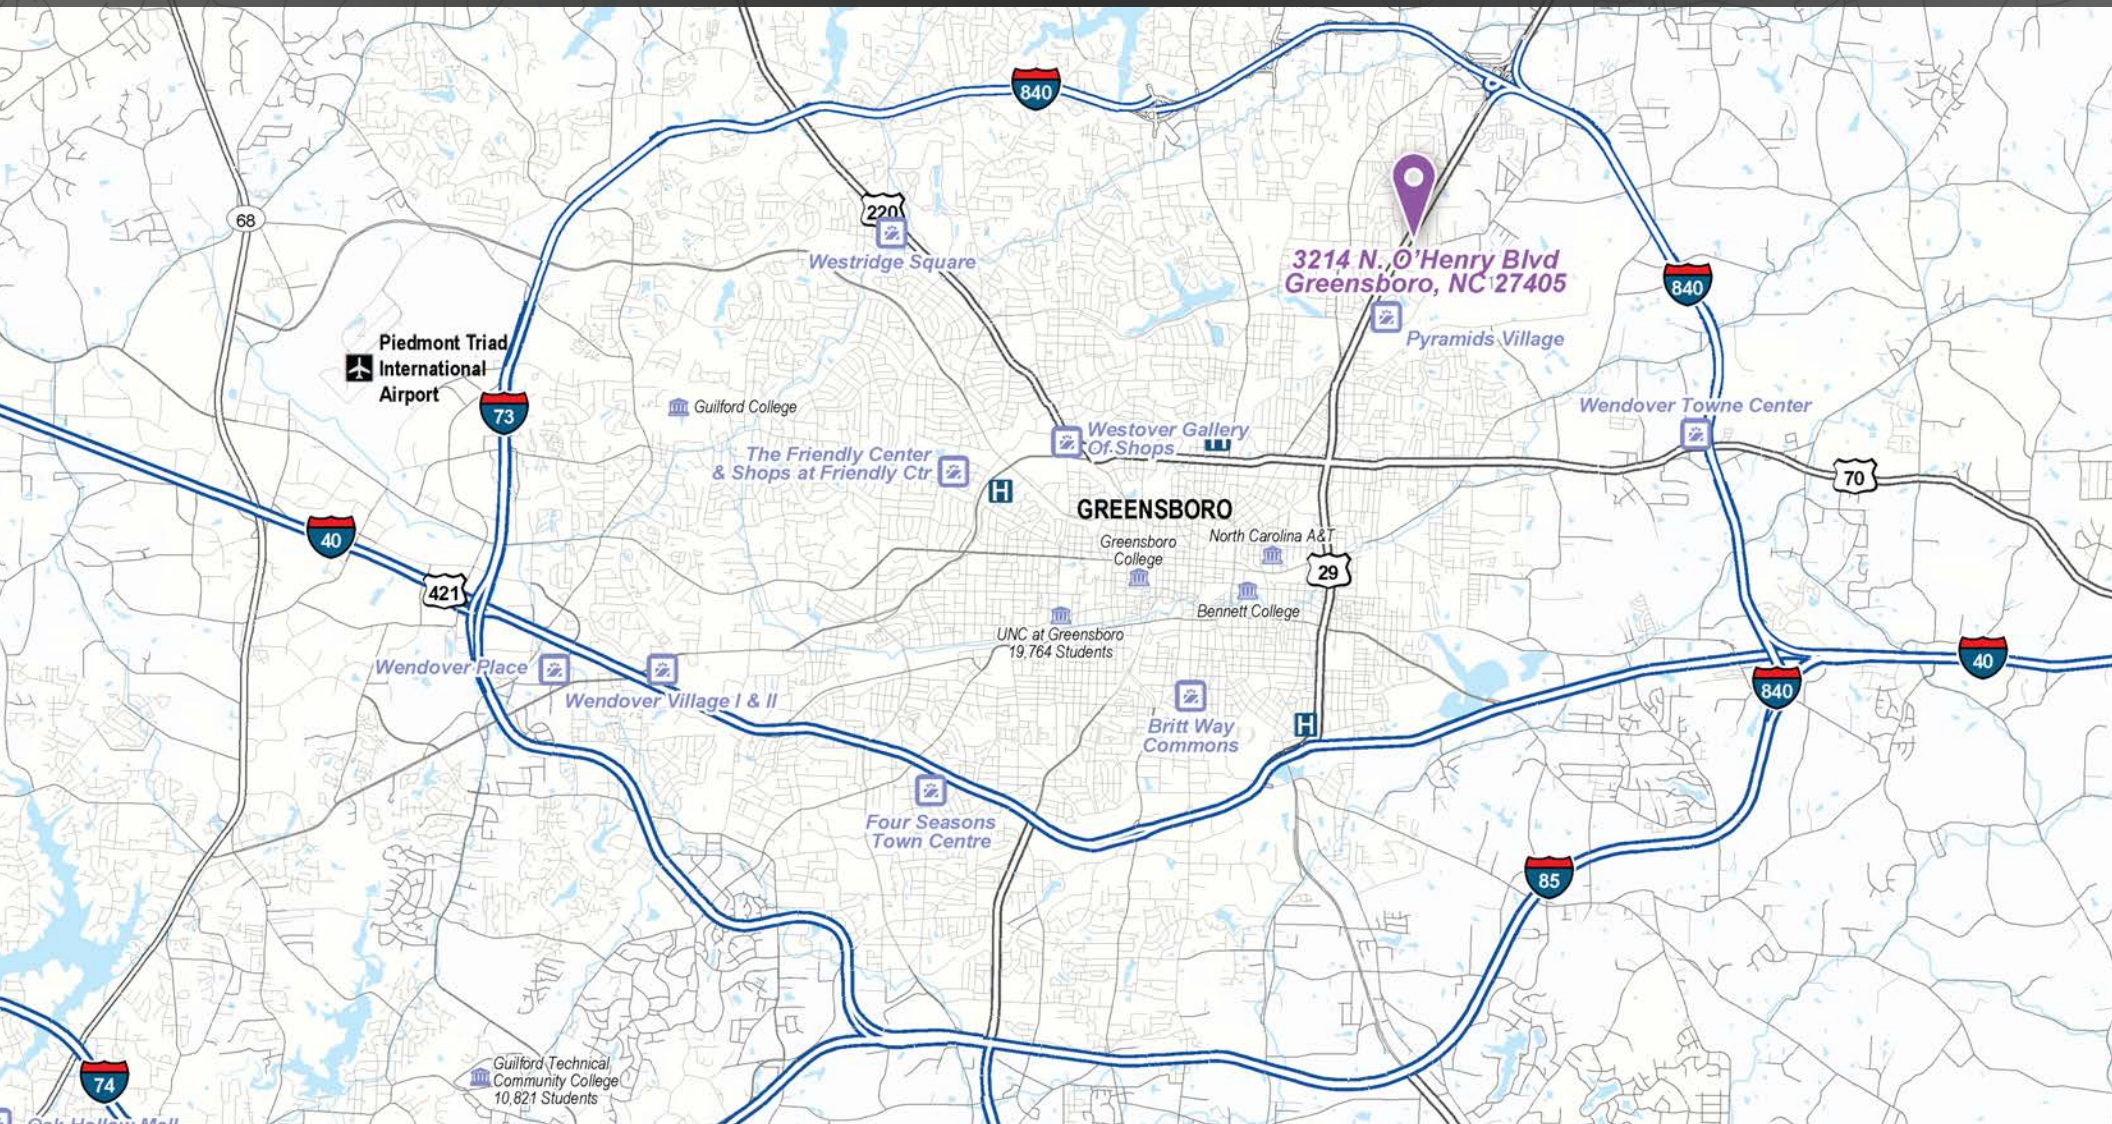 840
220
68
Westridge Square
3214 N. O'Henry Blvd
Greensboro, NC 27405
840
Pyramids Village
Piedmont Triad
International
Airport
73
Guilford College
Wendover Towne Center
Westover Gallery
Of Shops
The Friendly Center
& Shops at Friendly Ctr
H
70
GREENSBORO
40
North Carolina A&T
Greensboro
College
29
421
Bennett College
UNC at Greensboro
19,764 Students
40
Wendover Place
840
Wendover Village I & II
Britt Way
Commons
H
Four Seasons
Town Centre
85
74
Guilford Technical
Community College
10,821 Students
Oak Hollow Mall